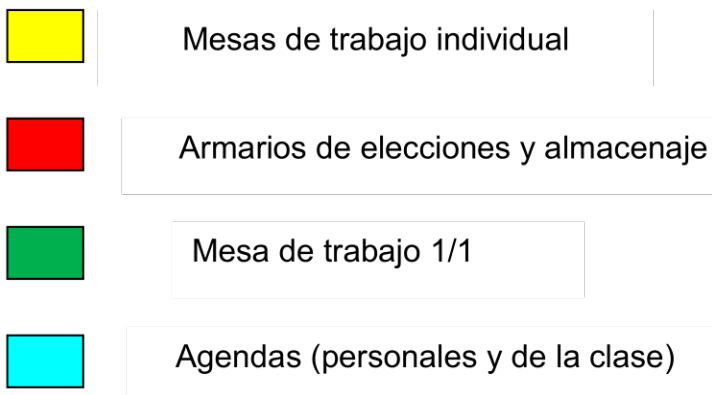 Mesas de trabajo individual
Armarios de elecciones y almacenaje
Mesa de trabajo 1/1
Agendas (personales y de la clase)